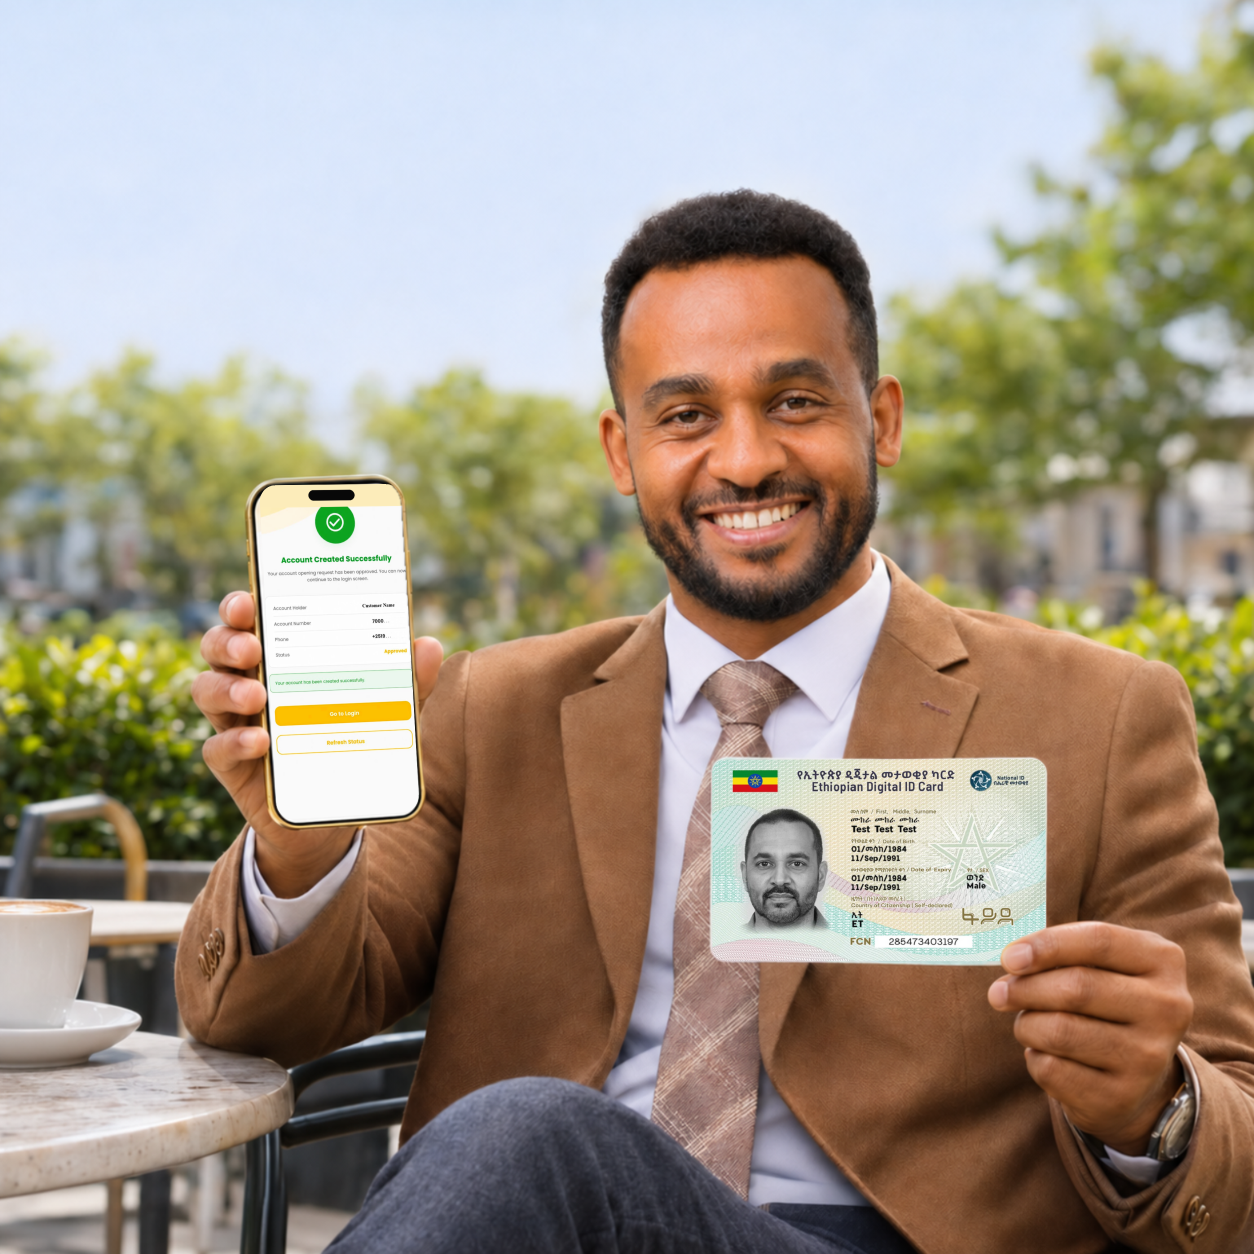 Account Created Successfully
Your account opening request has been approved. You can now
continue to the login screen.
Account Holder Customer Name
Account Number 7000
Phone +2519
Status Approved
Your account has been created successfully
Go to Login
Refresh Status
የኢትዮጵያ ዲጂታል መታወቂያ ካርድ
Ethiopian Digital ID Card
National ID
First, Middle, Surname
Test Test Test
Date of Birth
01/መስከ/1984
11/Sep/1991
Date of Expiry
01/መስከ/1984
11/Sep/1991
SEX
ወንድ
Male
Country of Citizenship (Self-declared)
ኢት
ET
ፋይዳ
FCN 285473403197